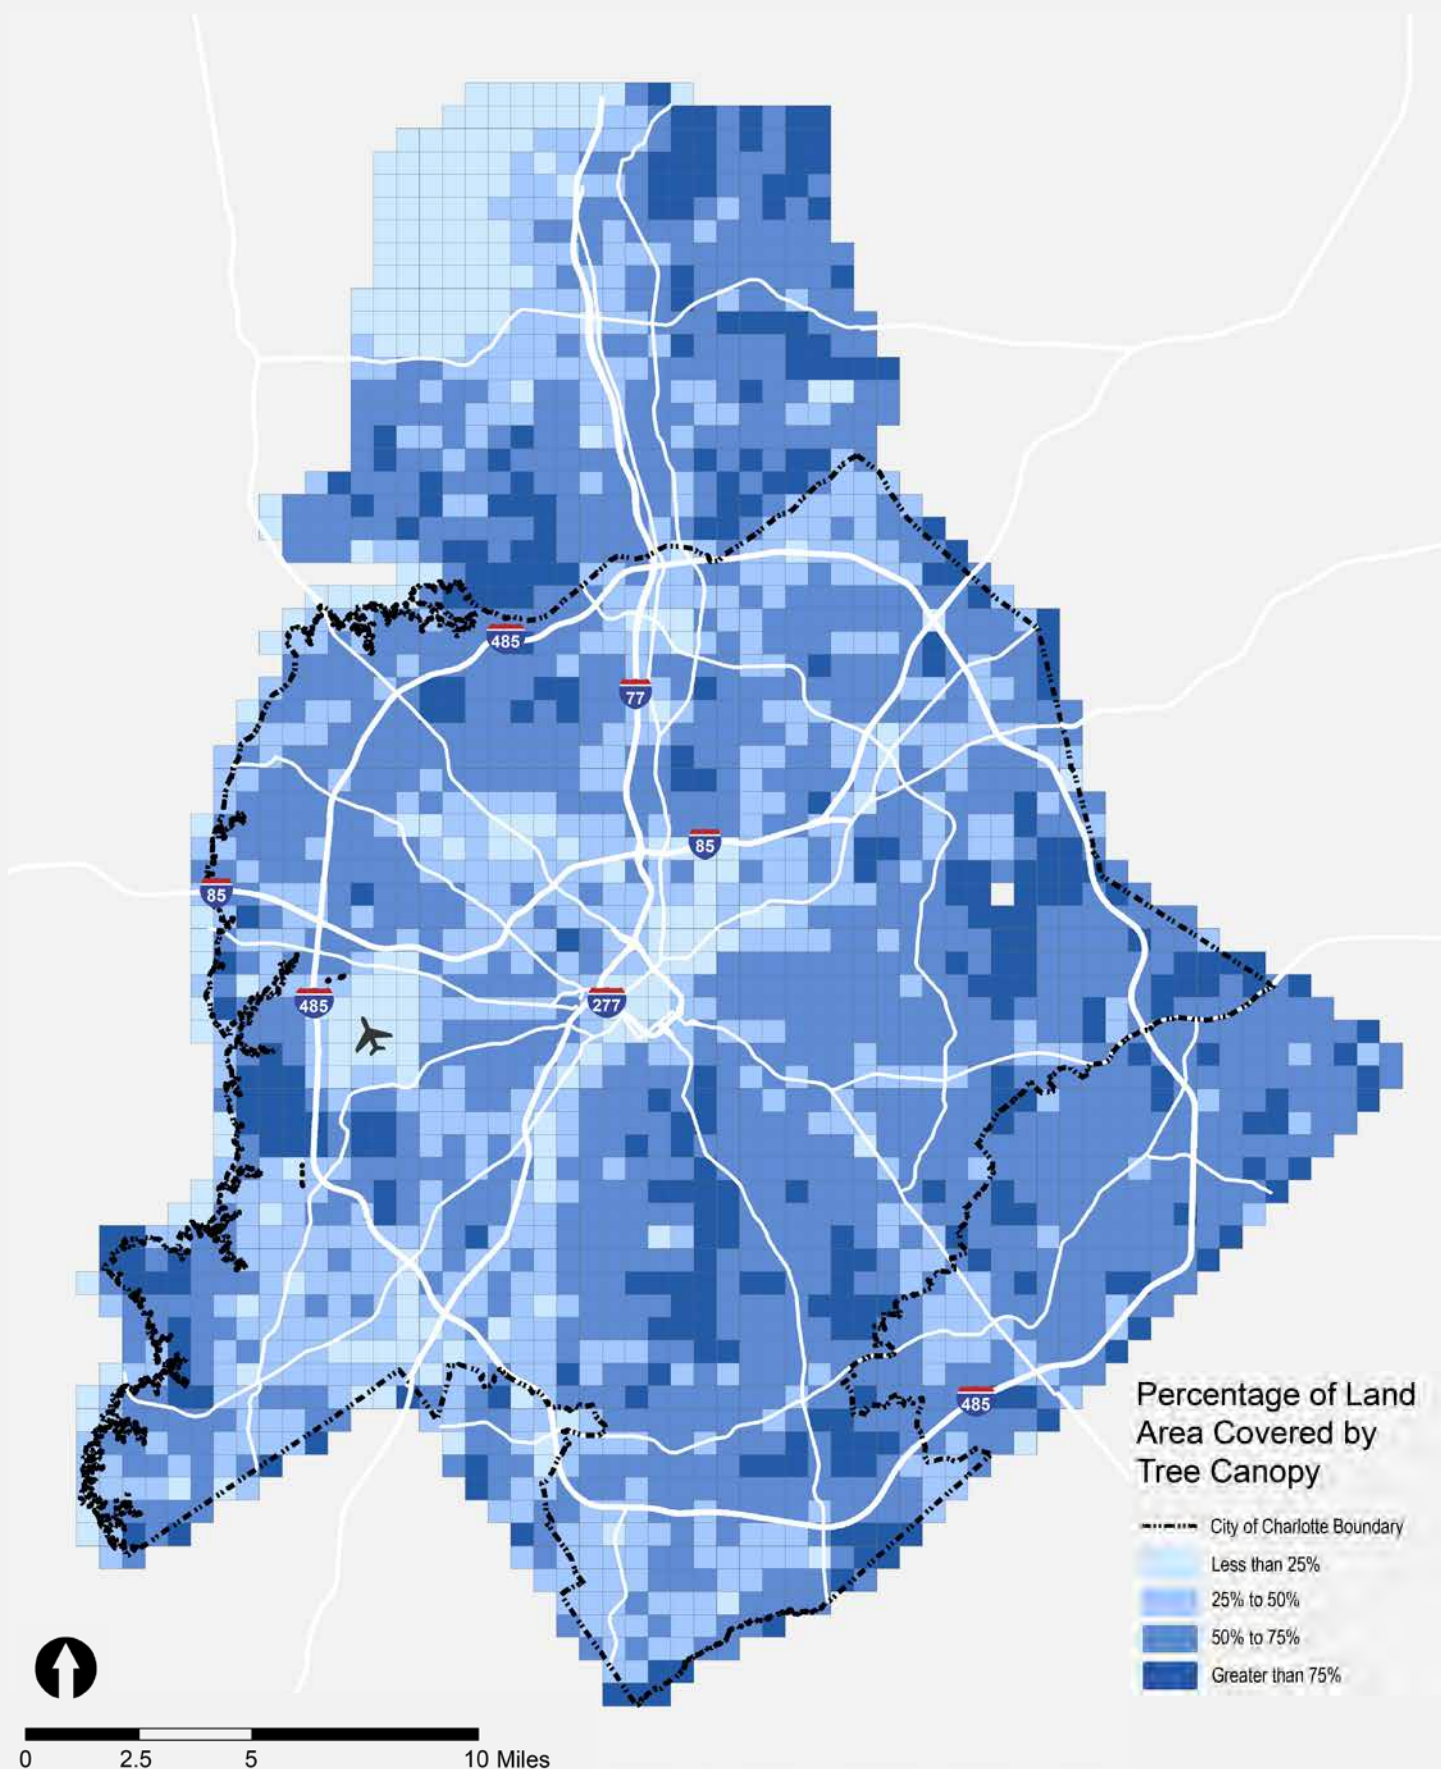 485
77
85
85
485
277
485
Percentage of Land
Area Covered by
Tree Canopy
City of Charlotte Boundary
Less than 25%
25% to 50%
50% to 75%
Greater than 75%
0 2.5 5 10 Miles